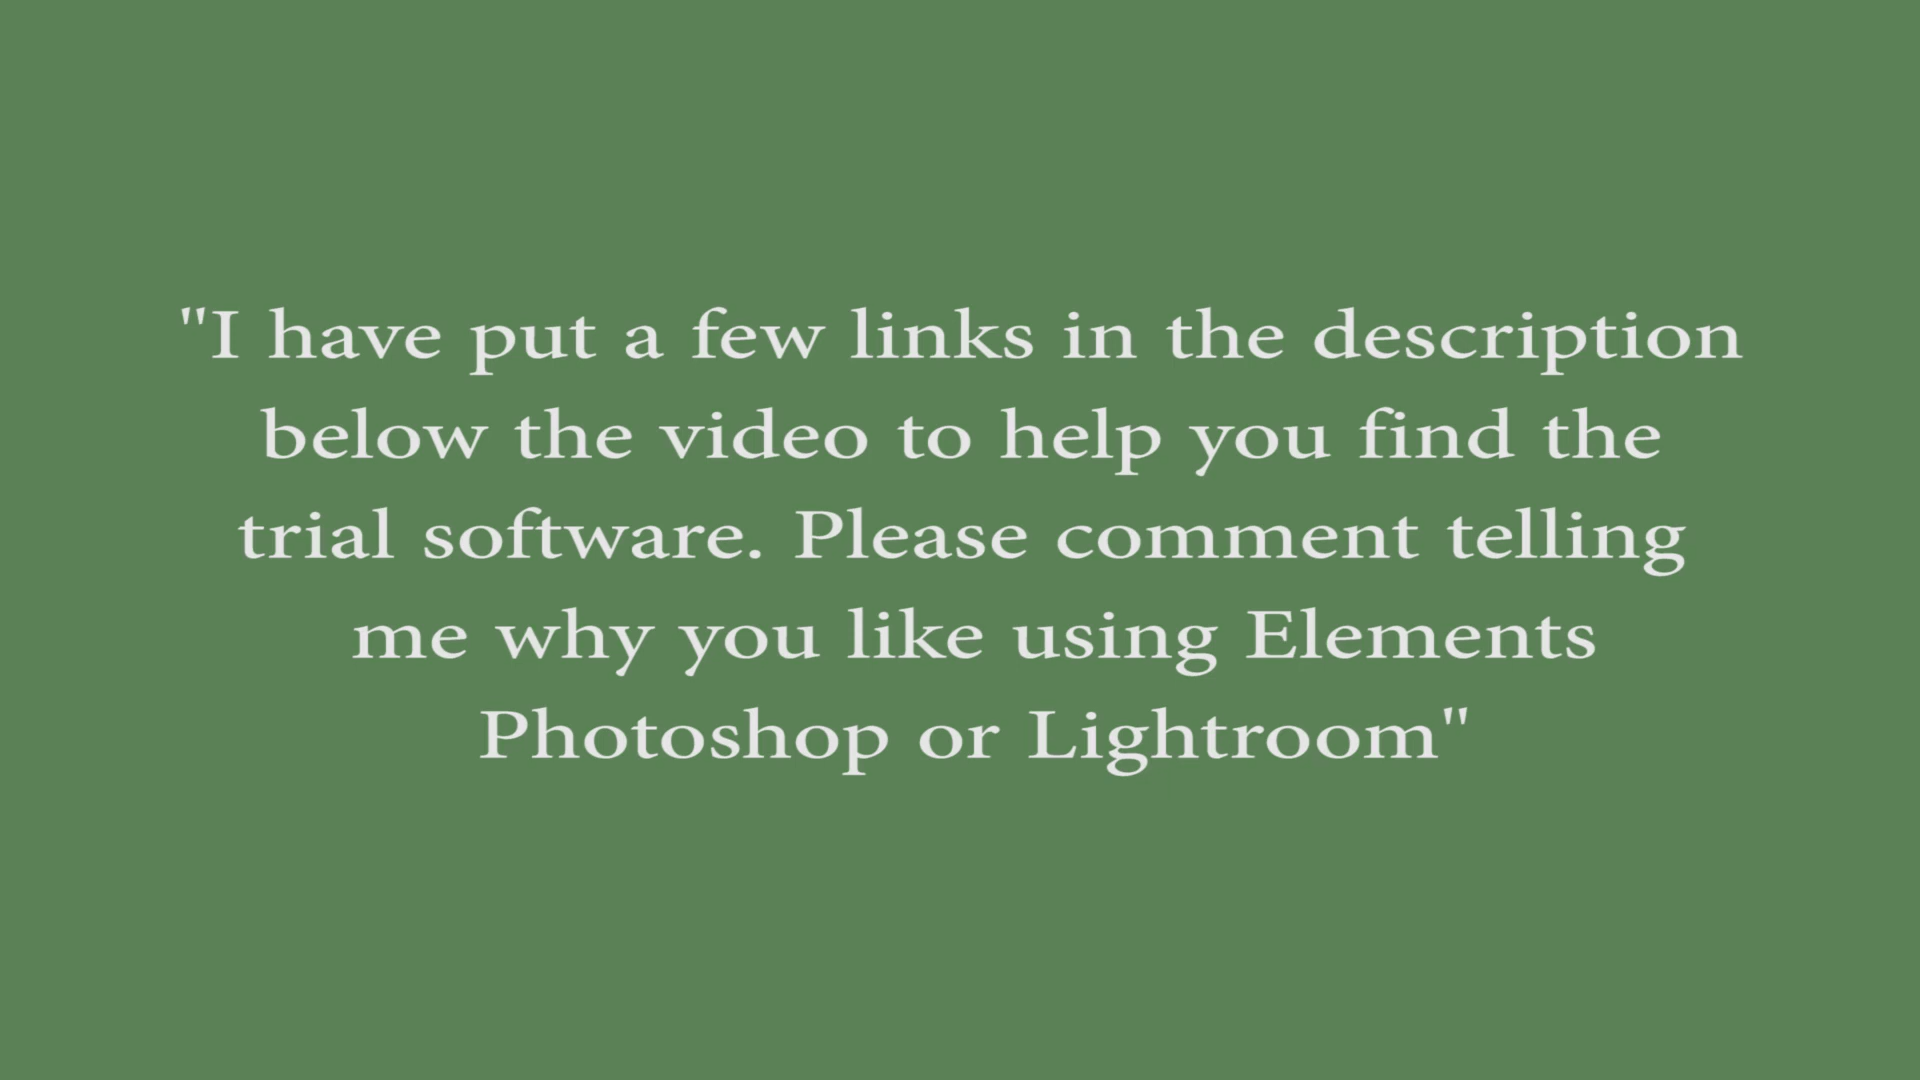 "I have put a few links in the description
below the video to help you find the
trial software. Please comment telling
me why you like using Elements
Photoshop or Lightroom"